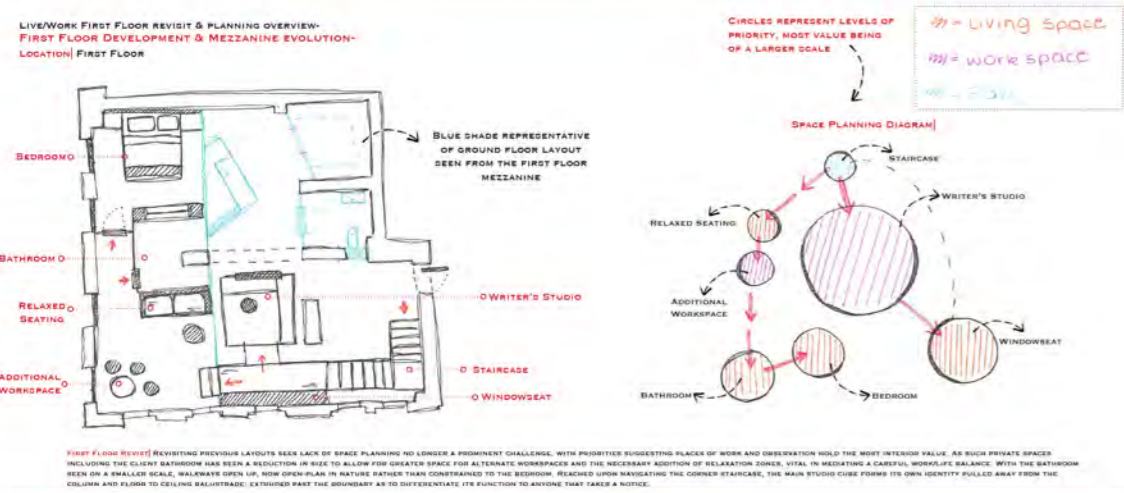 LIVE/WORK FIRST FLOOR REVISIT & PLANNING OVERVIEW-
FIRST FLOOR DEVELOPMENT & MEZZANINE EVOLUTION-
LOCATION| FIRST FLOOR
BEDROOM
BATHROOM
RELAXED
SEATING
ADDITIONAL
WORKSPACE
BLUE SHADE REPRESENTATIVE
OF GROUND FLOOR LAYOUT
SEEN FROM THE FIRST FLOOR
MEZZANINE
WRITER'S STUDIO
STAIRCASE
WINDOWSEAT
CIRCLES REPRESENT LEVELS OF
PRIORITY, MOST VALUE BEING
OF A LARGER SCALE
= Living space
= work space
SPACE PLANNING DIAGRAM|
STAIRCASE
WRITER'S STUDIO
RELAXED SEATING
ADDITIONAL
WORKSPACE
WINDOWSEAT
BATHROOM
BEDROOM
FIRST FLOOR REVIST| REVISITING PREVIOUS LAYOUTS SEES LACK OF SPACE PLANNING NO LONGER A PROMINENT CHALLENGE, WITH PRIORITIES SUGGESTING PLACES OF WORK AND OBSERVATION HOLD THE MOST INTERIOR VALUE. AS SUCH PRIVATE SPACES
INCLUDING THE CLIENT BATHROOM HAS SEEN A REDUCTION IN SIZE TO ALLOW FOR GREATER SPACE FOR ALTERNATE WORKSPACES AND THE NECESSARY ADDITION OF RELAXATION ZONES, VITAL IN MEDIATING A CAREFUL WORK/LIFE BALANCE. WITH THE BATHROOM
SEEN ON A SMALLER SCALE, WALKWAYS OPEN UP, NOW OPEN-PLAN IN NATURE RATHER THAN CONSTRAINED TO THE BEDROOM. REACHED UPON NAVIGATING THE CORNER STAIRCASE, THE MAIN STUDIO CUBE FORMS ITS OWN IDENTITY PULLED AWAY FROM THE
COLUMN AND FLOOR TO CEILING BALUSTRADE: EXTRUDED PAST THE BOUNDARY AS TO DIFFERENTIATE ITS FUNCTION TO ANYONE THAT TAKES A NOTICE.